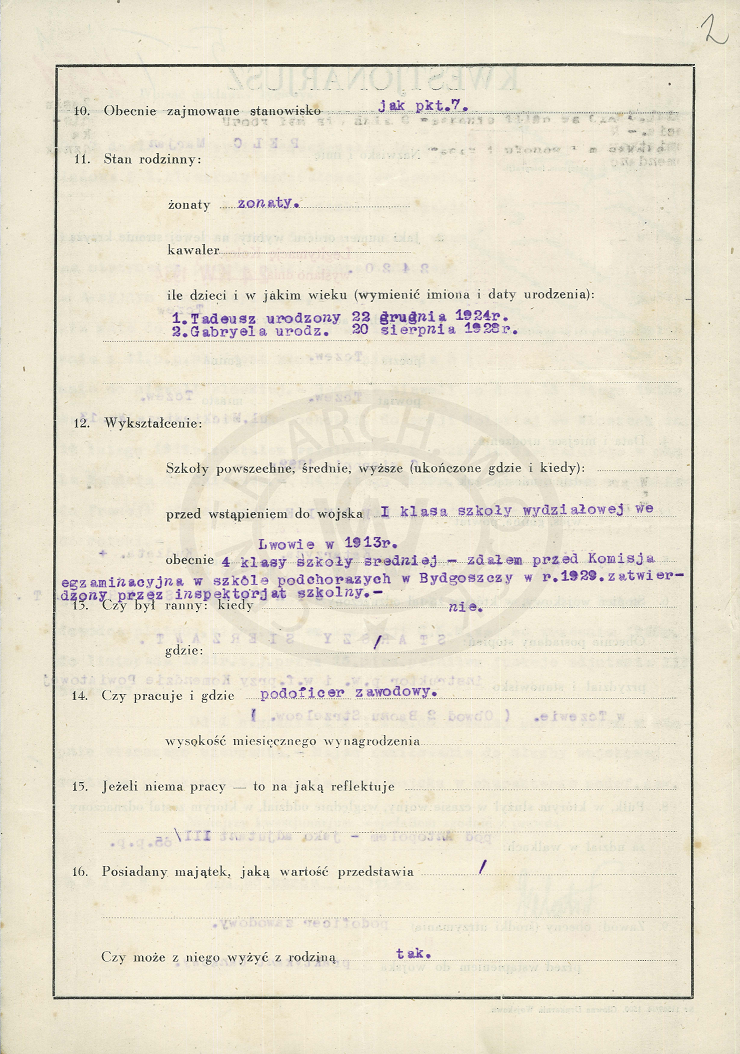 2
10. Obecnie zajmowane stanowisko jak pkt.7.
11. Stan rodzinny:
żonaty zonaty.
kawaler
ile dzieci i w jakim wieku (wymienić imiona i daty urodzenia):
1.Tadeusz urodzony 22 grudnia 1924r.
2.Gabryela urodz. 20 sierpnia 1928r.
12. Wykształcenie:
Szkoły powszechne, średnie, wyższe (ukończone gdzie i kiedy):
przed wstąpieniem do wojska I klasa szkoły wydziałowej we
Lwowie w 1913r.
obecnie 4 klasy szkoły średniej - zdałem przed Komisja
egzaminacyjna w szkole podchorazych w Bydgoszczy w r.1929.zatwier-
dzony przez inspektorjat szkolny.-
13. Czy był ranny: kiedy nie.
gdzie: /
14. Czy pracuje i gdzie podoficer zawodowy.
wysokość miesięcznego wynagrodzenia
15. Jeżeli niema pracy — to na jaką reflektuje
16. Posiadany majątek, jaką wartość przedstawia /
Czy może z niego wyżyć z rodziną tak.